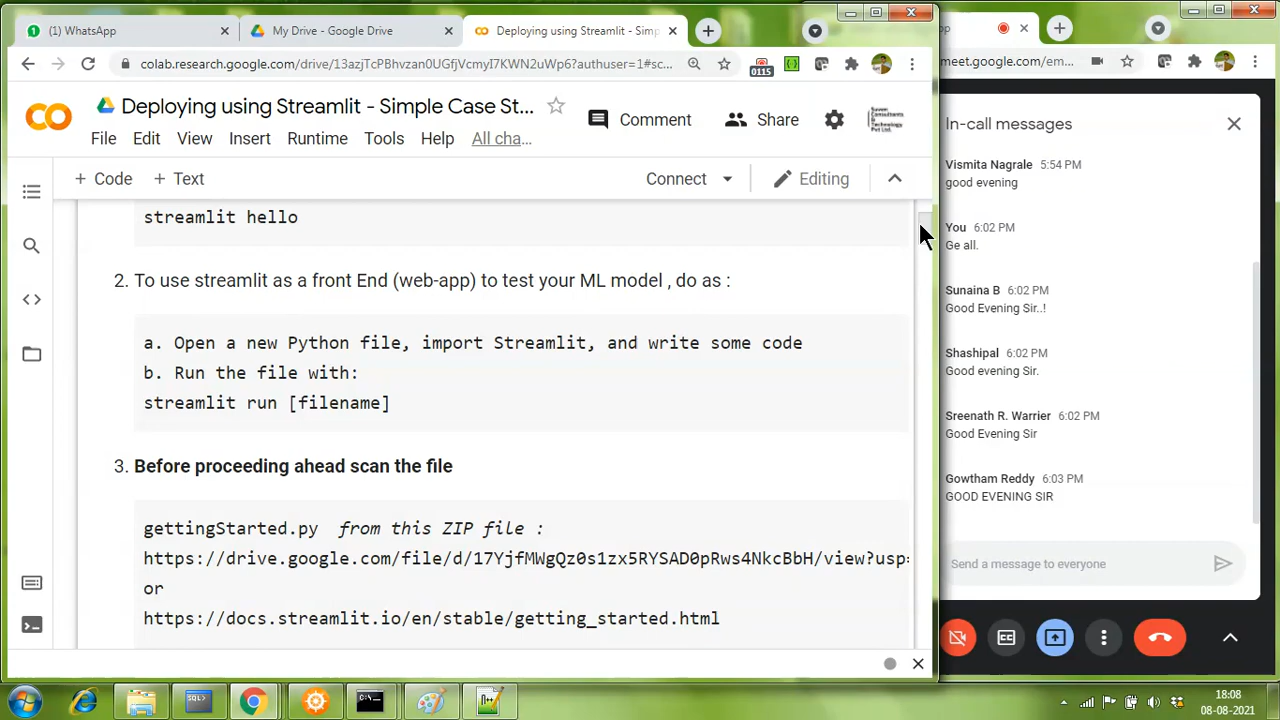 (1) WhatsApp
My Drive - Google Drive
Deploying using Streamlit - Simp
colab.research.google.com/drive/13azjTcPBhvzan0UGfjVvmyI7KWN2uWp6?authuser=1#sc...
0115
Deploying using Streamlit - Simple Case St...
Comment
Share
Suven
Consultants &
Technology
Pvt Ltd.
File Edit View Insert Runtime Tools Help All cha...
+ Code + Text
Connect
Editing
streamlit hello
2. To use streamlit as a front End (web-app) to test your ML model , do as :
a. Open a new Python file, import Streamlit, and write some code
b. Run the file with:
streamlit run [filename]
3. Before proceeding ahead scan the file
gettingStarted.py from this ZIP file :
https://drive.google.com/file/d/17YjfMWgQz0s1zx5RYSAD0pRws4NkcBbH/view?usp=
or
https://docs.streamlit.io/en/stable/getting_started.html
meet.google.com/em...
In-call messages
Vismita Nagrale 5:54 PM
good evening
You 6:02 PM
Ge all.
Sunaina B 6:02 PM
Good Evening Sir..!
Shashipal 6:02 PM
Good evening Sir.
Sreenath R. Warrier 6:02 PM
Good Evening Sir
Gowtham Reddy 6:03 PM
GOOD EVENING SIR
Send a message to everyone
18:08
08-08-2021